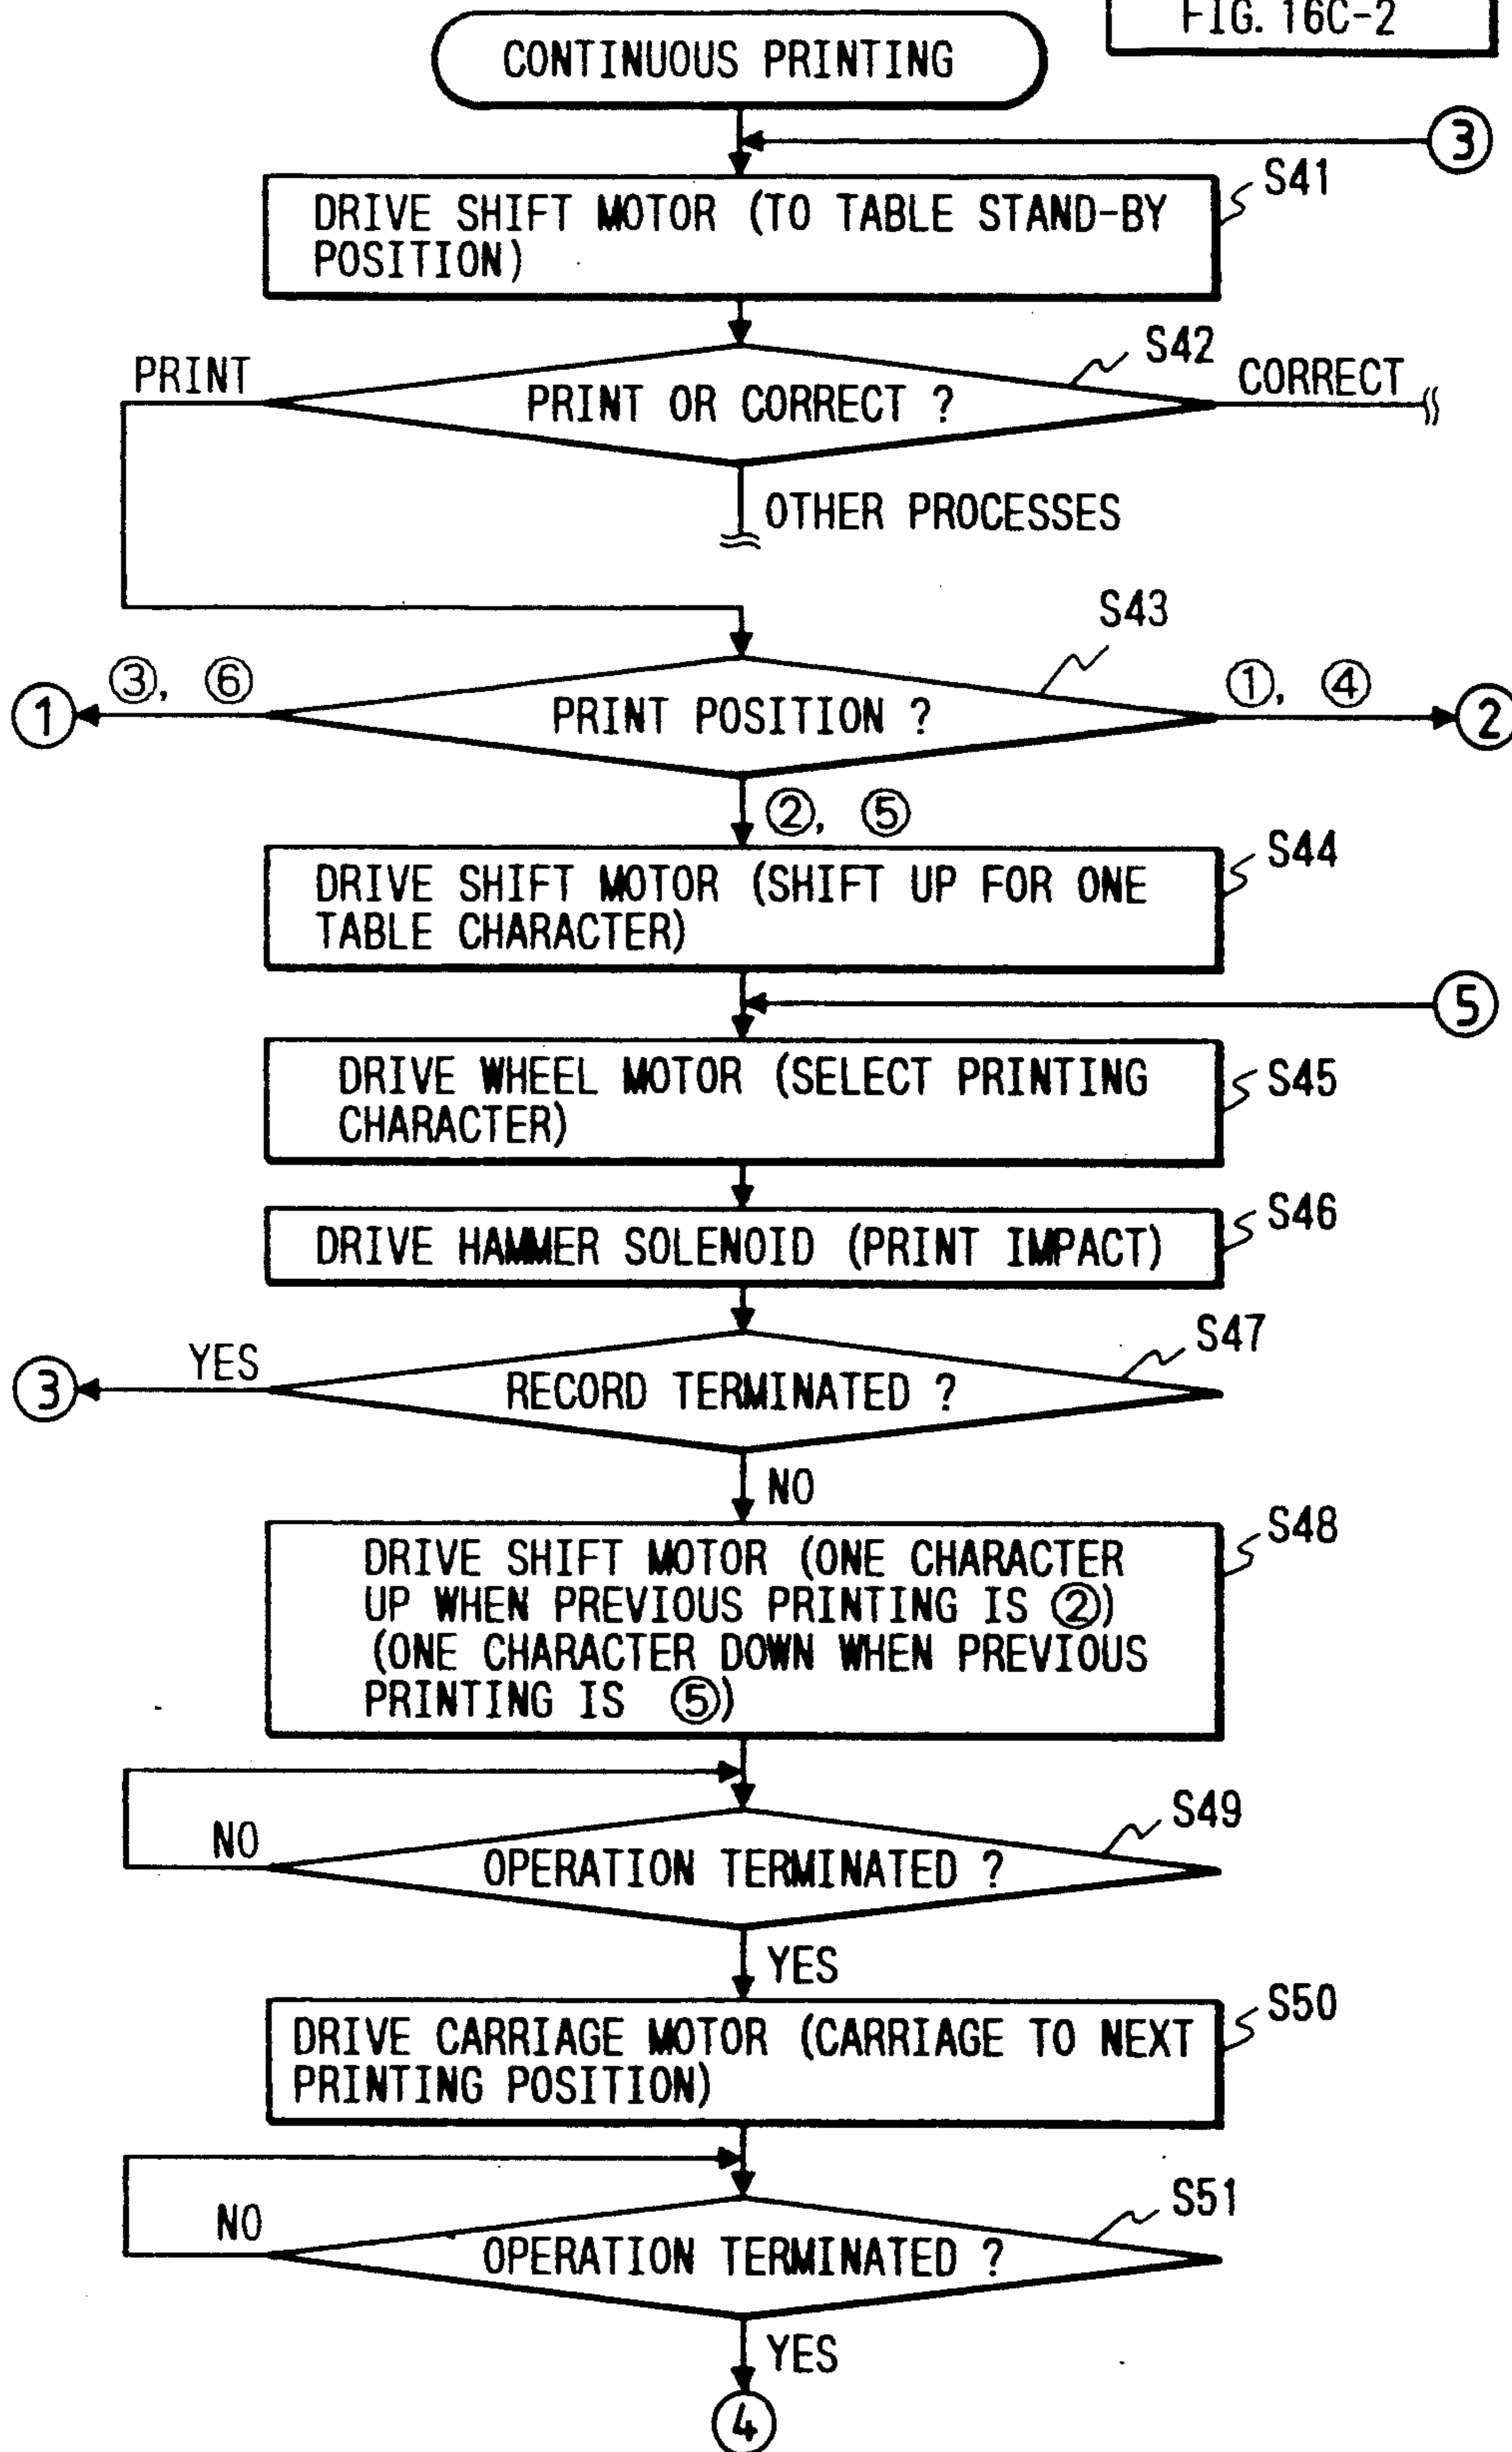 FIG. 16C-2
CONTINUOUS PRINTING
③
S41
DRIVE SHIFT MOTOR (TO TABLE STAND-BY
POSITION)
S42
PRINT
PRINT OR CORRECT ?
CORRECT
OTHER PROCESSES
S43
① ③, ⑥
PRINT POSITION ?
①, ④ ②
②, ⑤
S44
DRIVE SHIFT MOTOR (SHIFT UP FOR ONE
TABLE CHARACTER)
⑤
S45
DRIVE WHEEL MOTOR (SELECT PRINTING
CHARACTER)
S46
DRIVE HAMMER SOLENOID (PRINT IMPACT)
S47
③ YES
RECORD TERMINATED ?
NO
S48
DRIVE SHIFT MOTOR (ONE CHARACTER
UP WHEN PREVIOUS PRINTING IS ②)
(ONE CHARACTER DOWN WHEN PREVIOUS
PRINTING IS ⑤)
S49
NO
OPERATION TERMINATED ?
YES
S50
DRIVE CARRIAGE MOTOR (CARRIAGE TO NEXT
PRINTING POSITION)
S51
NO
OPERATION TERMINATED ?
YES
④